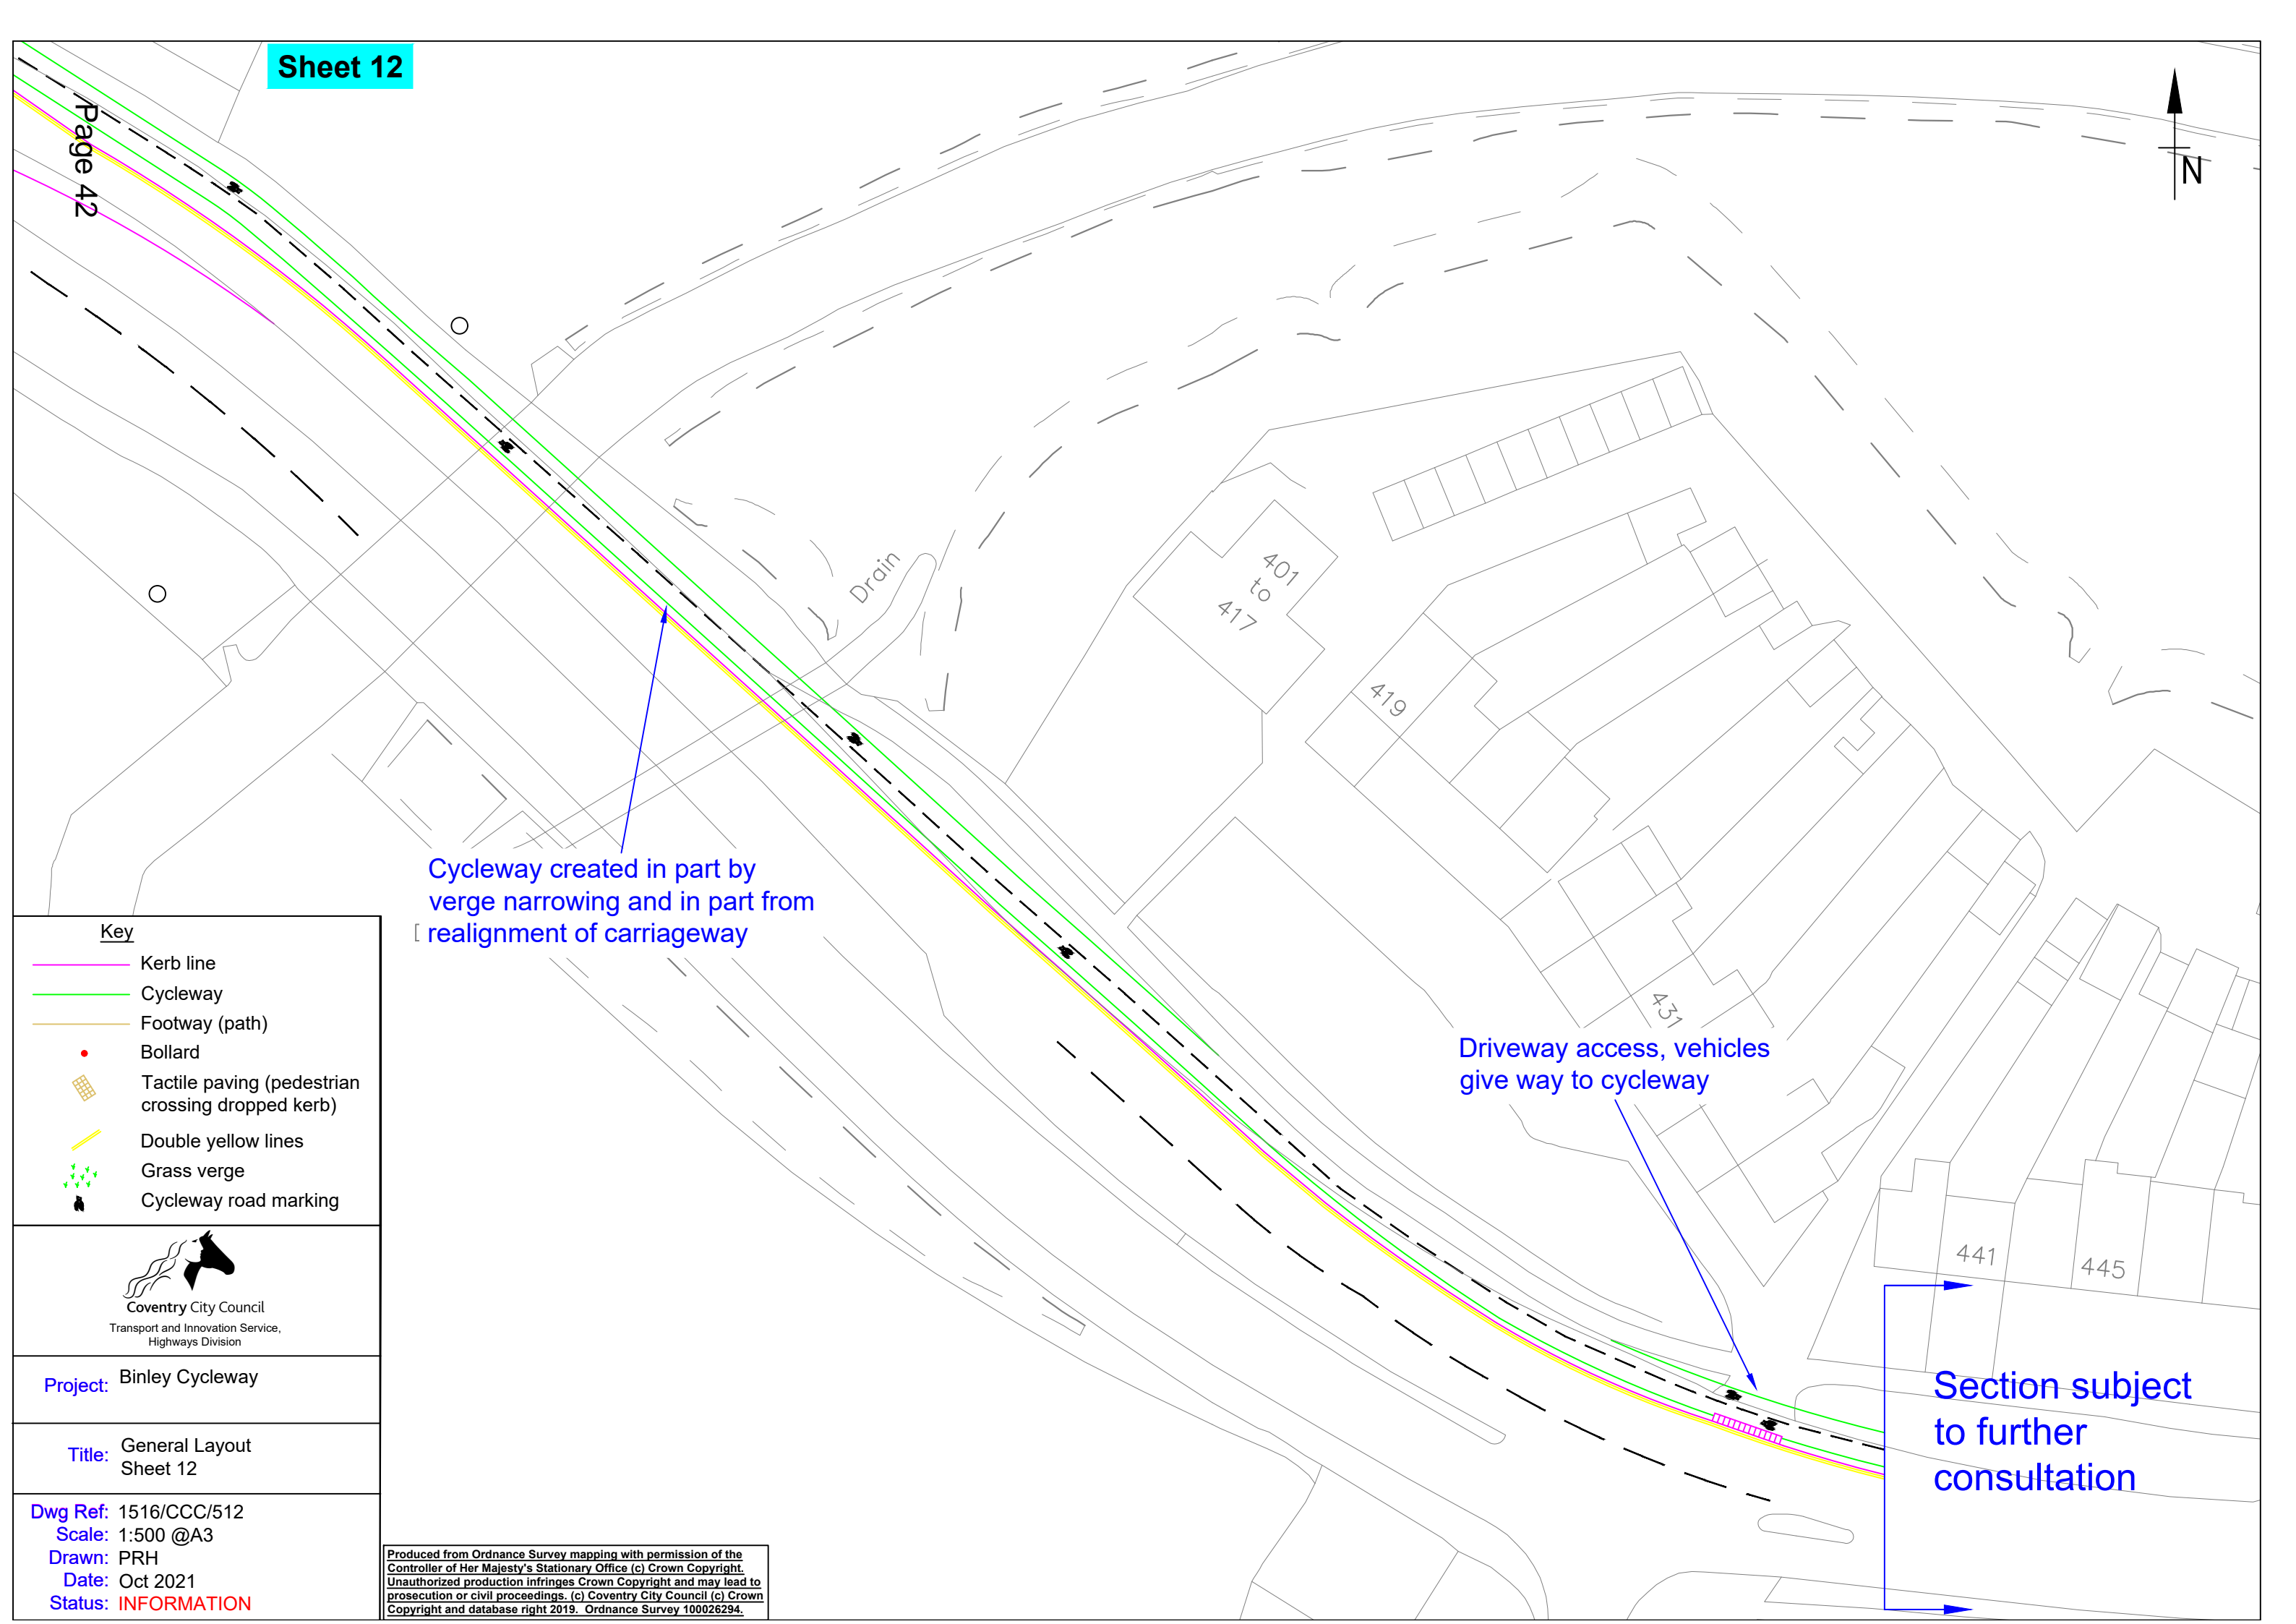 Sheet 12
Page 42
N
Drain
401
to
417
419
431
441
445
Cycleway created in part by
verge narrowing and in part from
realignment of carriageway
Driveway access, vehicles
give way to cycleway
Section subject
to further
consultation
Key
Kerb line
Cycleway
Footway (path)
Bollard
Tactile paving (pedestrian
crossing dropped kerb)
Double yellow lines
Grass verge
Cycleway road marking
Coventry City Council
Transport and Innovation Service,
Highways Division
Project: Binley Cycleway
Title: General Layout
Sheet 12
Dwg Ref: 1516/CCC/512
Scale: 1:500 @A3
Drawn: PRH
Date: Oct 2021
Status: INFORMATION
Produced from Ordnance Survey mapping with permission of the
Controller of Her Majesty's Stationary Office (c) Crown Copyright.
Unauthorized production infringes Crown Copyright and may lead to
prosecution or civil proceedings. (c) Coventry City Council (c) Crown
Copyright and database right 2019. Ordnance Survey 100026294.